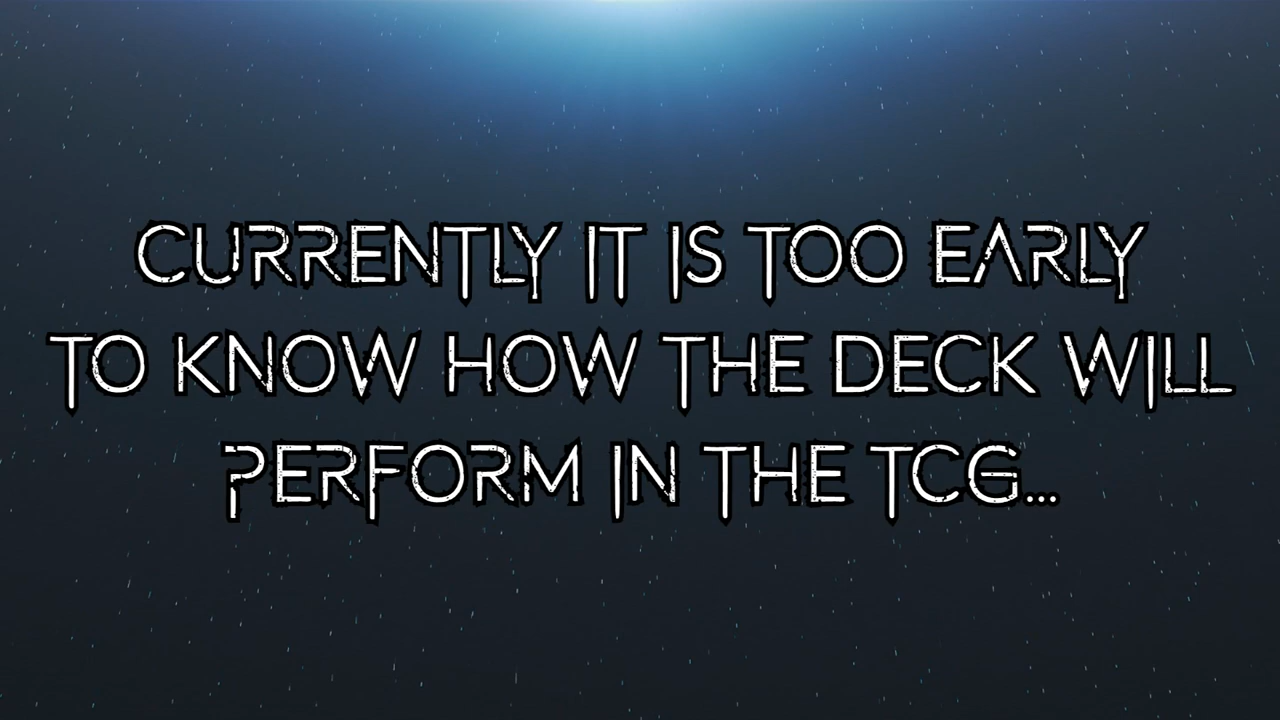 CURRENTLY IT IS TOO EARLY
TO KNOW HOW THE DECK WILL
PERFORM IN THE TCG...